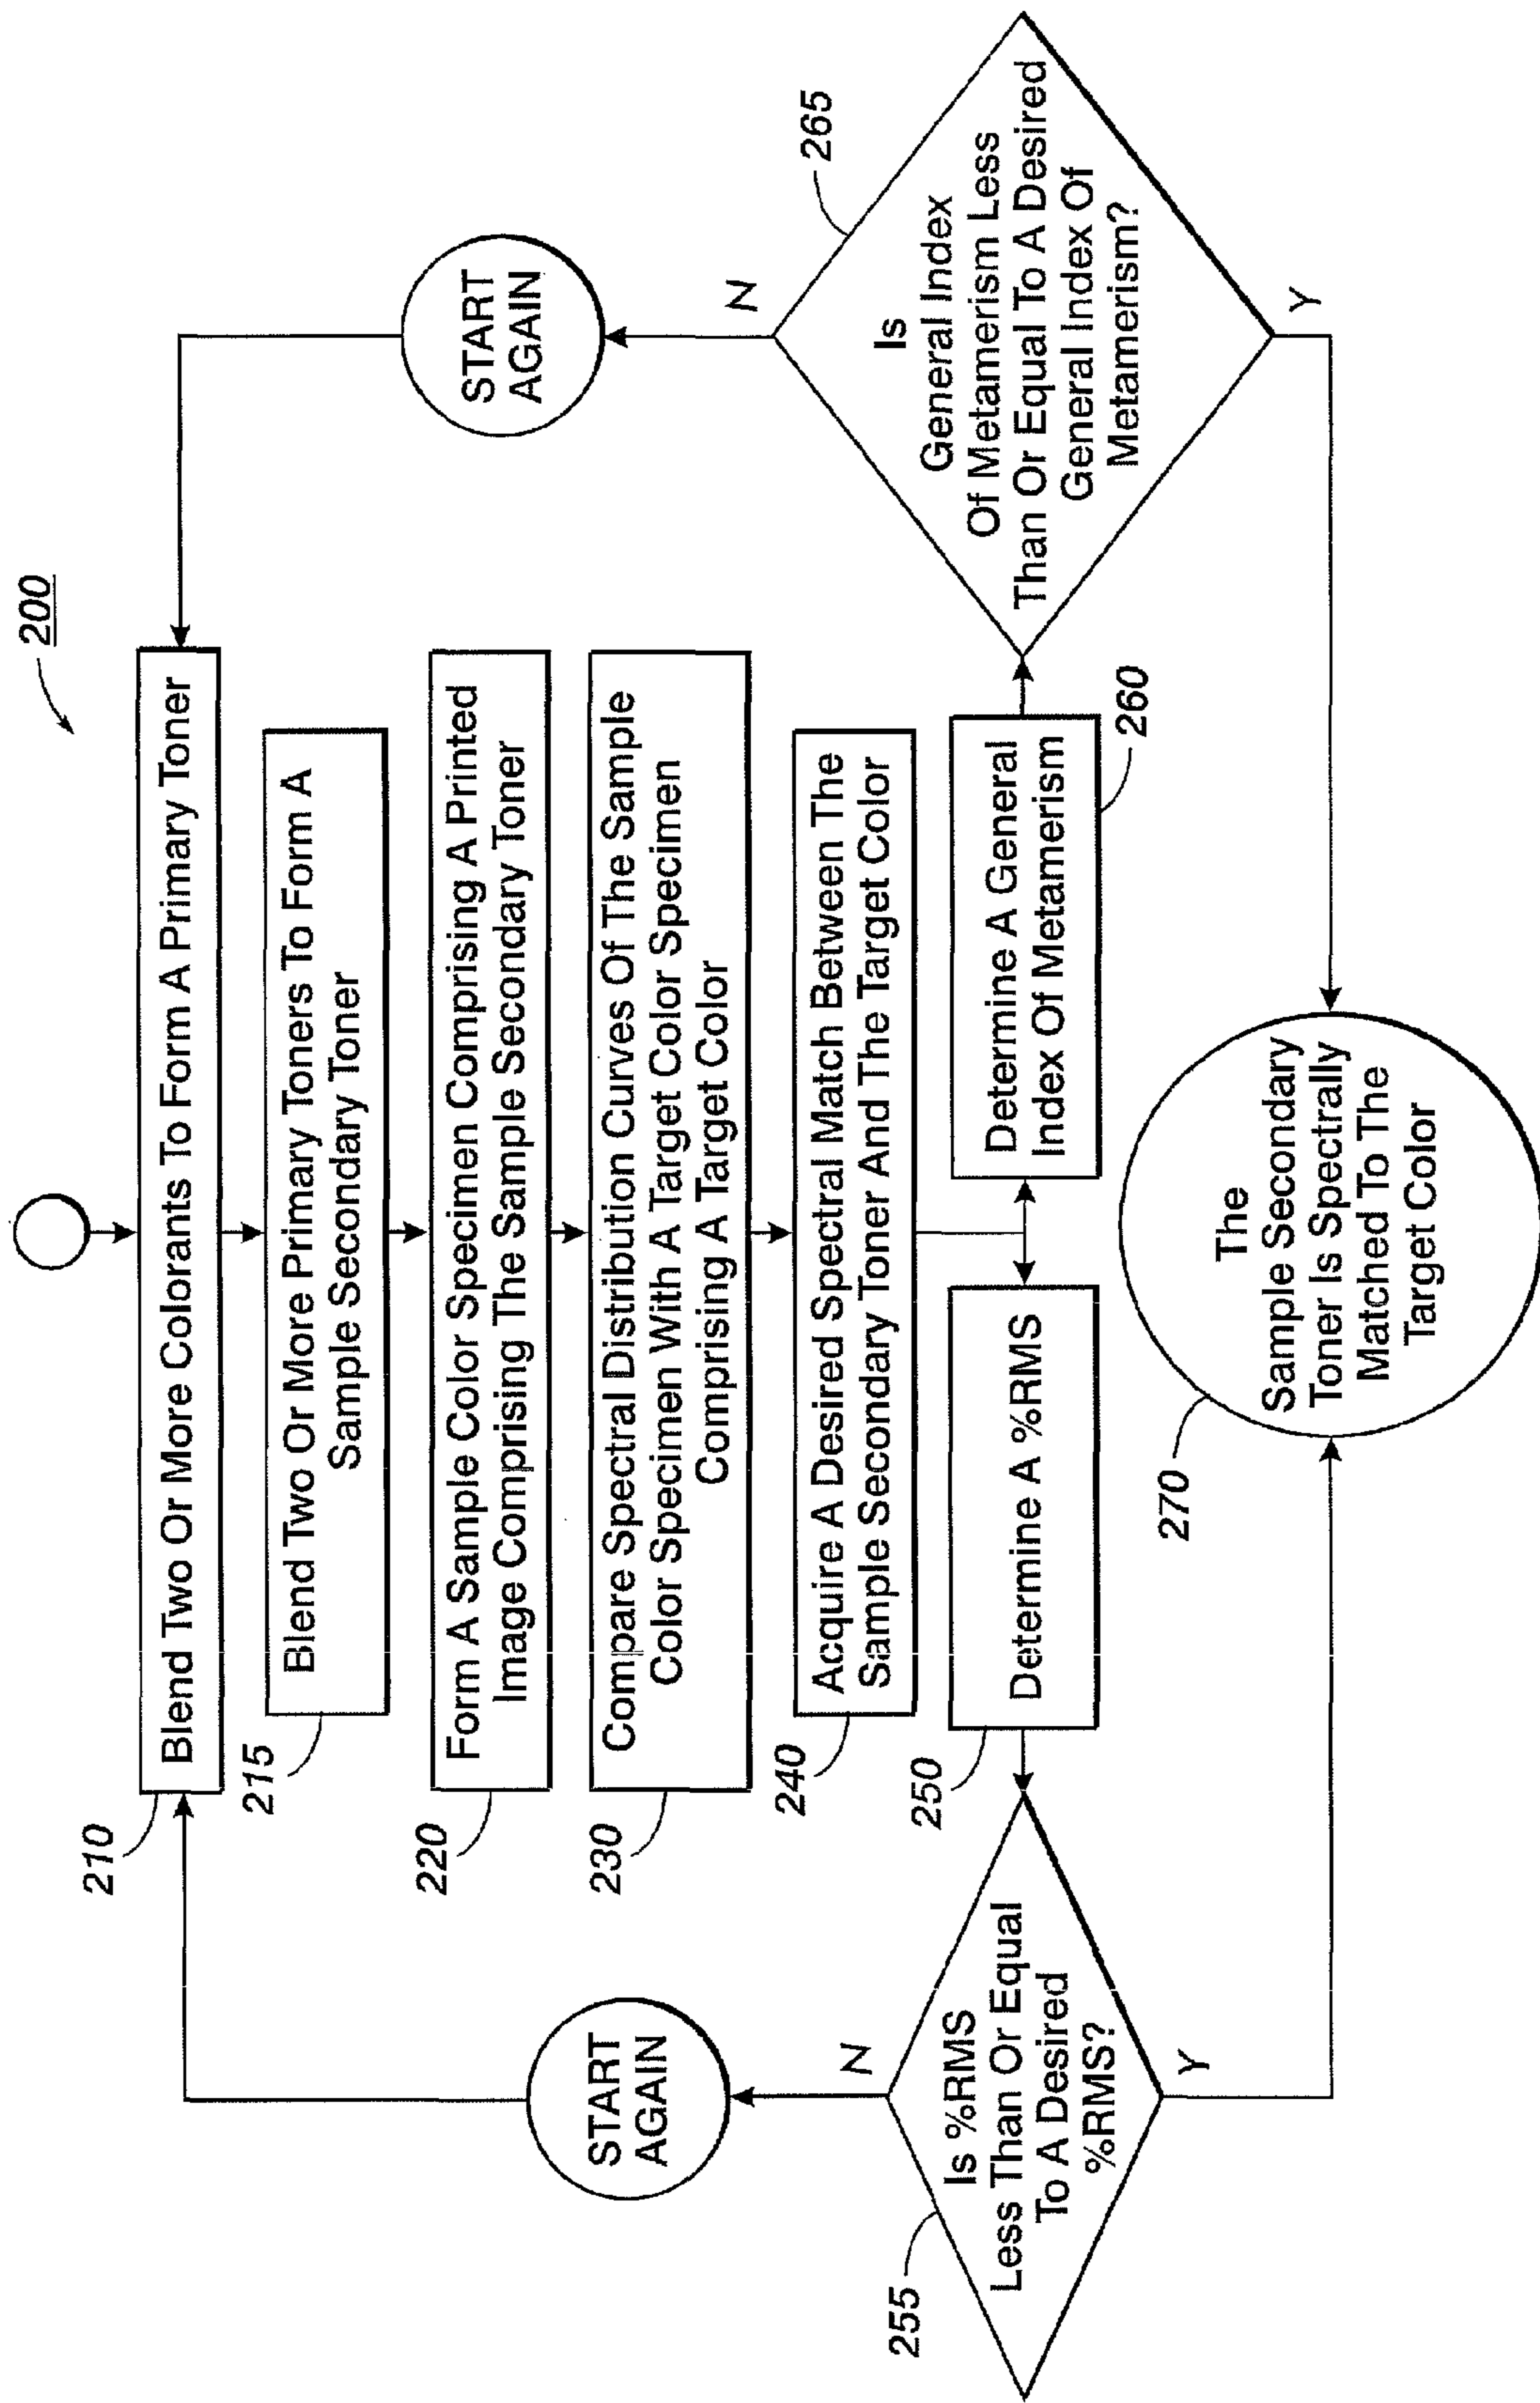 200
210
Blend Two Or More Colorants To Form A Primary Toner
215
Blend Two Or More Primary Toners To Form A
Sample Secondary Toner
220
Form A Sample Color Specimen Comprising A Printed
Image Comprising The Sample Secondary Toner
230
Compare Spectral Distribution Curves Of The Sample
Color Specimen With A Target Color Specimen
Comprising A Target Color
240
Acquire A Desired Spectral Match Between The
Sample Secondary Toner And The Target Color
250
Determine A %RMS
260
Determine A General
Index Of Metamerism
255
Is %RMS
Less Than Or Equal
To A Desired
%RMS?
N
START
AGAIN
Y
265
Is
General Index
Of Metamerism Less
Than Or Equal To A Desired
General Index Of
Metamerism?
N
START
AGAIN
Y
270
The
Sample Secondary
Toner Is Spectrally
Matched To The
Target Color